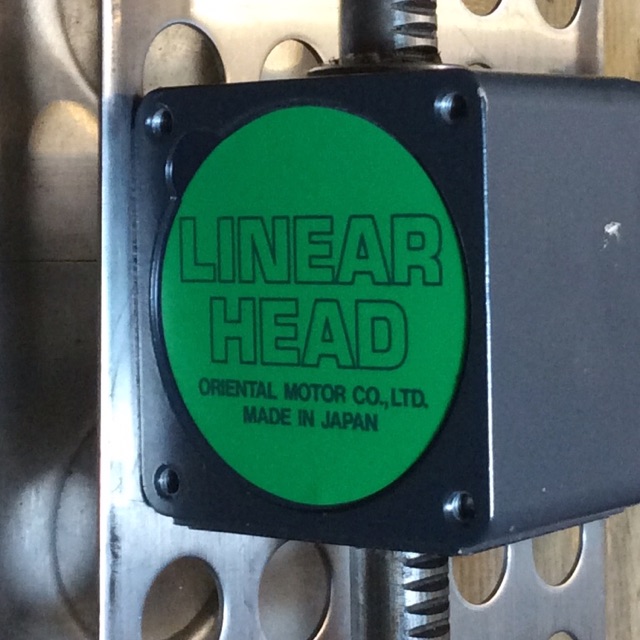 LINEAR
HEAD
ORIENTAL MOTOR CO.,LTD.
MADE IN JAPAN